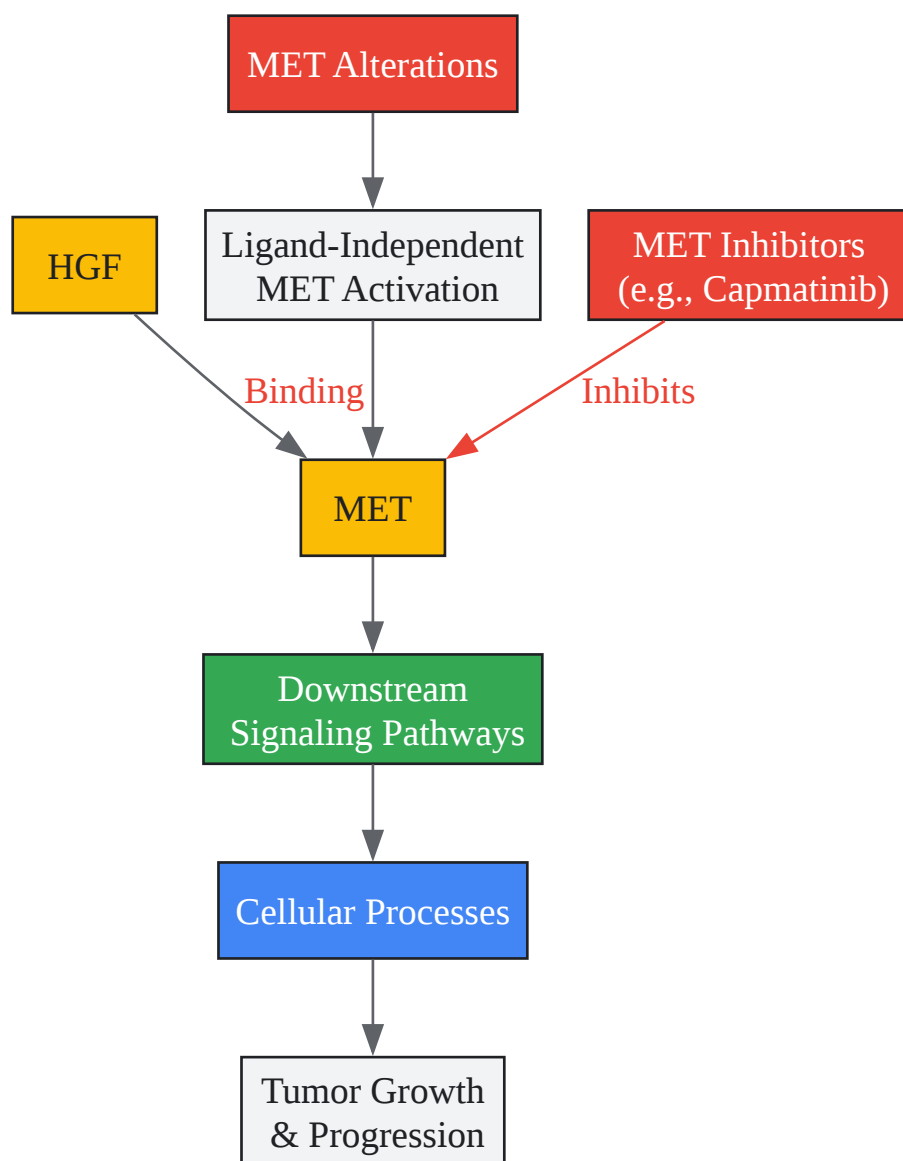 MET Alterations
HGF
Ligand-Independent
MET Activation
MET Inhibitors
(e.g., Capmatinib)
Binding
Inhibits
MET
Downstream
Signaling Pathways
Cellular Processes
Tumor Growth
& Progression